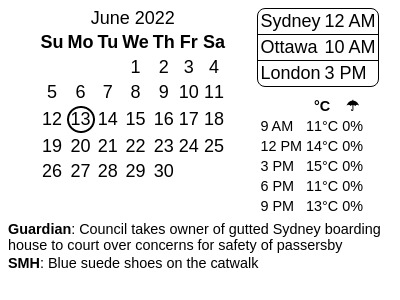 June 2022
Su Mo Tu We Th Fr Sa
1 2 3 4
5 6 7 8 9 10 11
12 13 14 15 16 17 18
19 20 21 22 23 24 25
26 27 28 29 30
Sydney 12 AM
Ottawa 10 AM
London 3 PM
°C ☂
9 AM 11°C 0%
12 PM 14°C 0%
3 PM 15°C 0%
6 PM 11°C 0%
9 PM 13°C 0%
Guardian: Council takes owner of gutted Sydney boarding
house to court over concerns for safety of passersby
SMH: Blue suede shoes on the catwalk